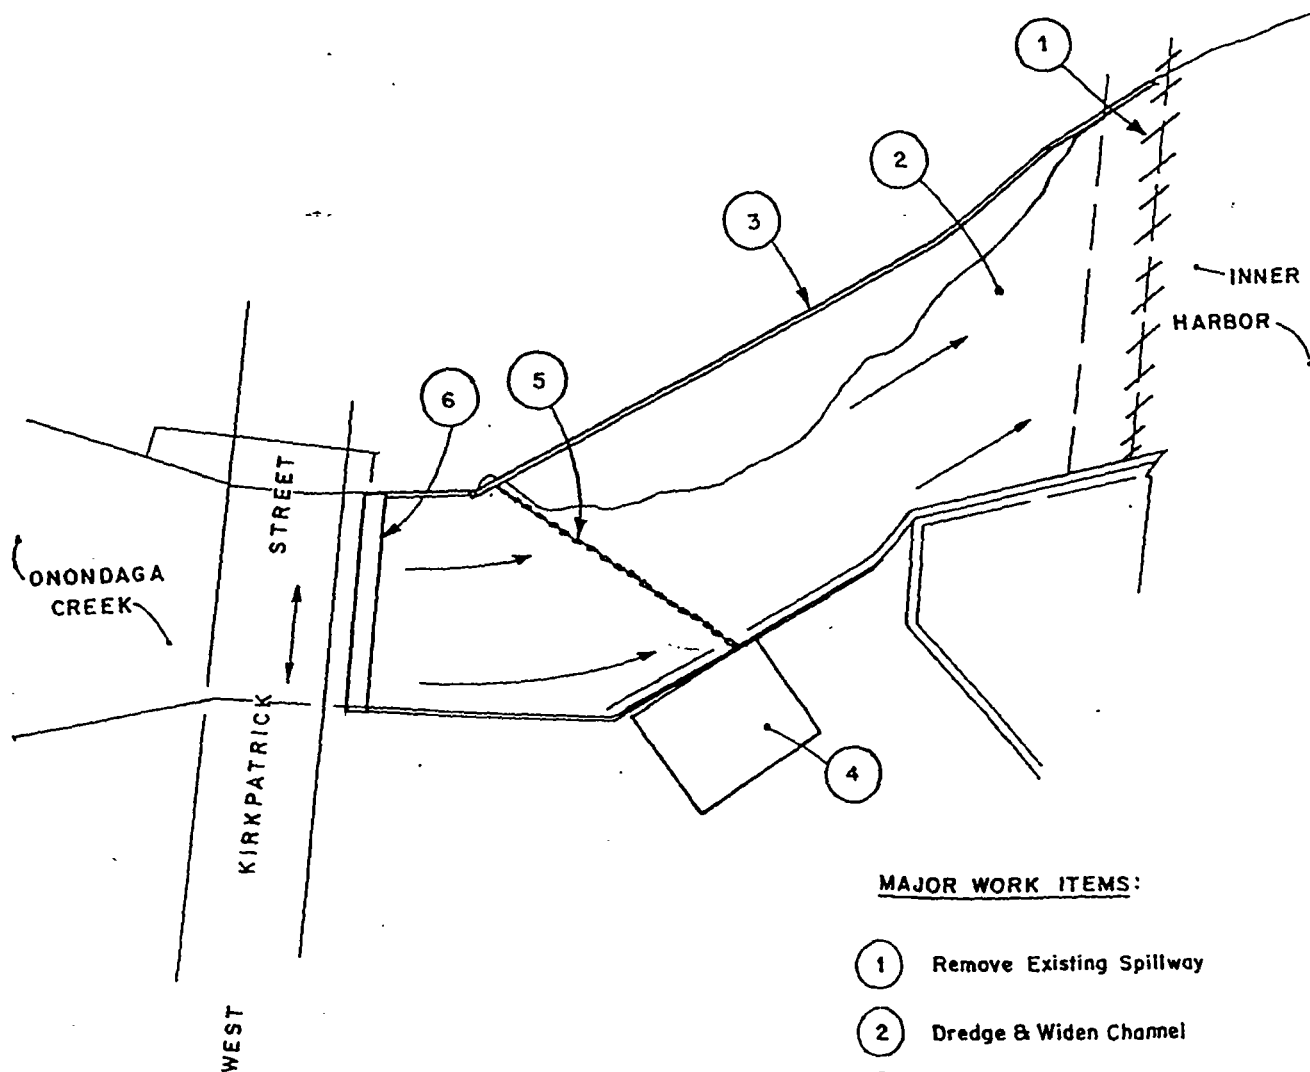 1
2
3
INNER
HARBOR
5
6
STREET
ONONDAGA
CREEK
KIRKPATRICK
4
MAJOR WORK ITEMS:
1 Remove Existing Spillway
2 Dredge & Widen Channel
WEST